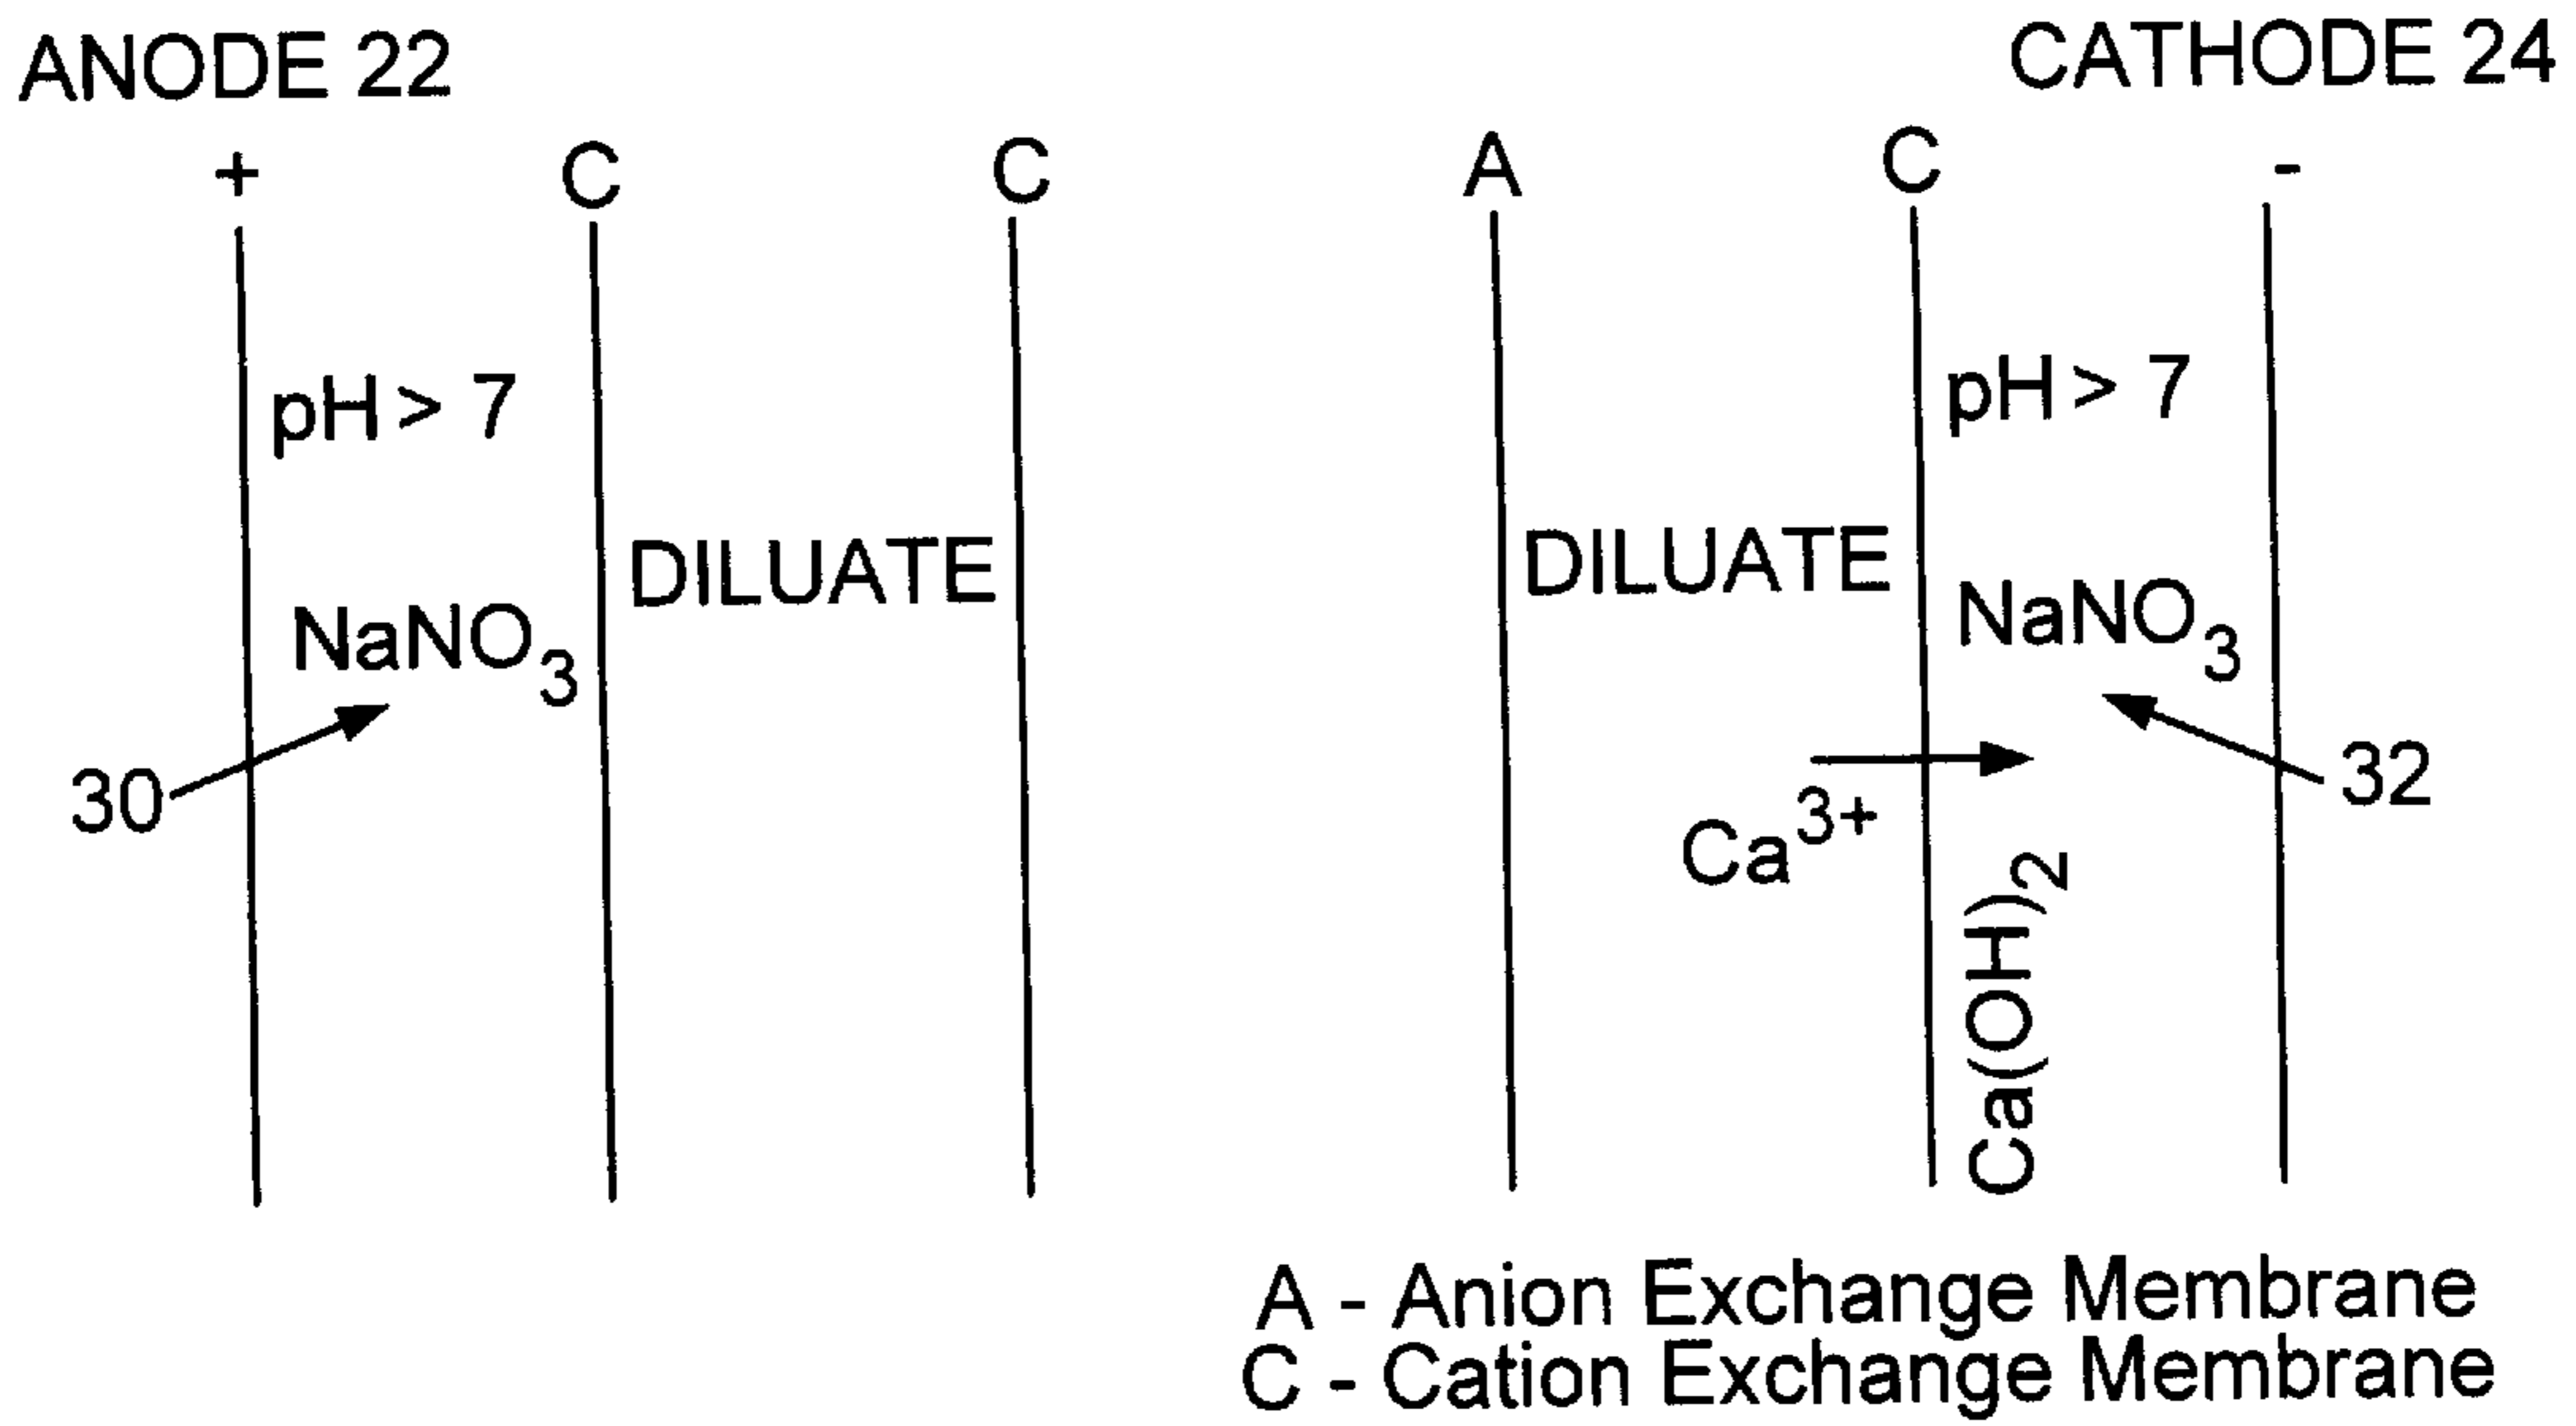 ANODE 22
CATHODE 24
+
C
C
A
C
-
pH > 7
pH > 7
DILUATE
DILUATE
NaNO3
NaNO3
30
32
Ca3+
Ca(OH)2
A - Anion Exchange Membrane
C - Cation Exchange Membrane